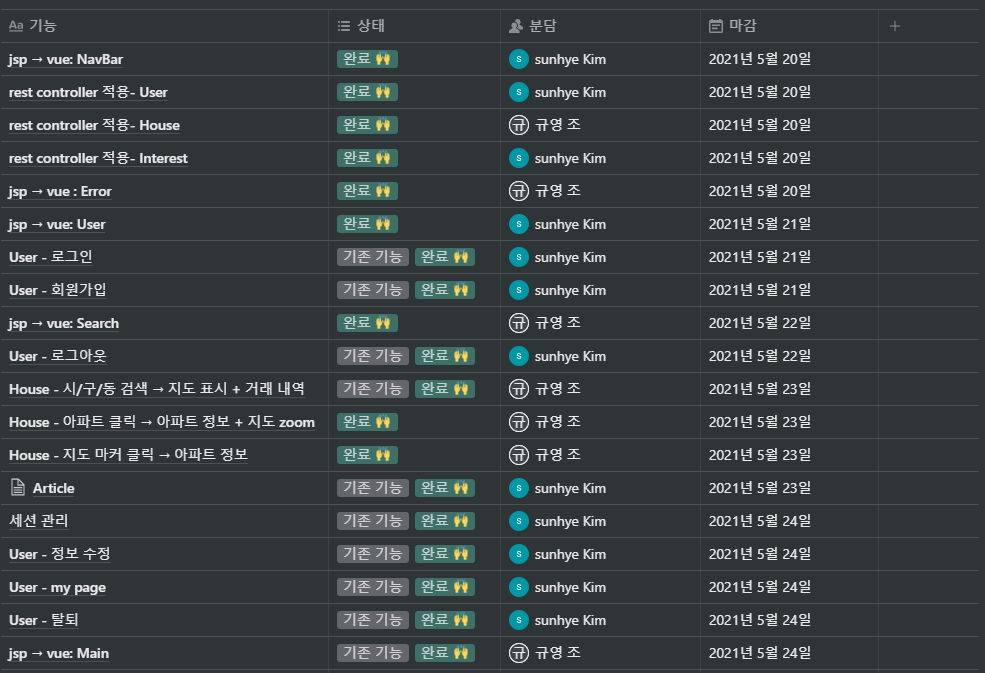 Aa 기능 상태 분담 마감 +
jsp → vue: NavBar 완료 🙌 s sunhye Kim 2021년 5월 20일
rest controller 적용- User 완료 🙌 s sunhye Kim 2021년 5월 20일
rest controller 적용- House 완료 🙌 규 규영 조 2021년 5월 20일
rest controller 적용- Interest 완료 🙌 s sunhye Kim 2021년 5월 20일
jsp → vue : Error 완료 🙌 규 규영 조 2021년 5월 20일
jsp → vue: User 완료 🙌 s sunhye Kim 2021년 5월 21일
User - 로그인 기존 기능 완료 🙌 s sunhye Kim 2021년 5월 21일
User - 회원가입 기존 기능 완료 🙌 s sunhye Kim 2021년 5월 21일
jsp → vue: Search 완료 🙌 규 규영 조 2021년 5월 22일
User - 로그아웃 기존 기능 완료 🙌 s sunhye Kim 2021년 5월 22일
House - 시/구/동 검색 → 지도 표시 + 거래 내역 기존 기능 완료 🙌 규 규영 조 2021년 5월 23일
House - 아파트 클릭 → 아파트 정보 + 지도 zoom 완료 🙌 규 규영 조 2021년 5월 23일
House - 지도 마커 클릭 → 아파트 정보 완료 🙌 규 규영 조 2021년 5월 23일
Article 기존 기능 완료 🙌 s sunhye Kim 2021년 5월 23일
세션 관리 기존 기능 완료 🙌 s sunhye Kim 2021년 5월 24일
User - 정보 수정 기존 기능 완료 🙌 s sunhye Kim 2021년 5월 24일
User - my page 기존 기능 완료 🙌 s sunhye Kim 2021년 5월 24일
User - 탈퇴 기존 기능 완료 🙌 s sunhye Kim 2021년 5월 24일
jsp → vue: Main 기존 기능 완료 🙌 규 규영 조 2021년 5월 24일